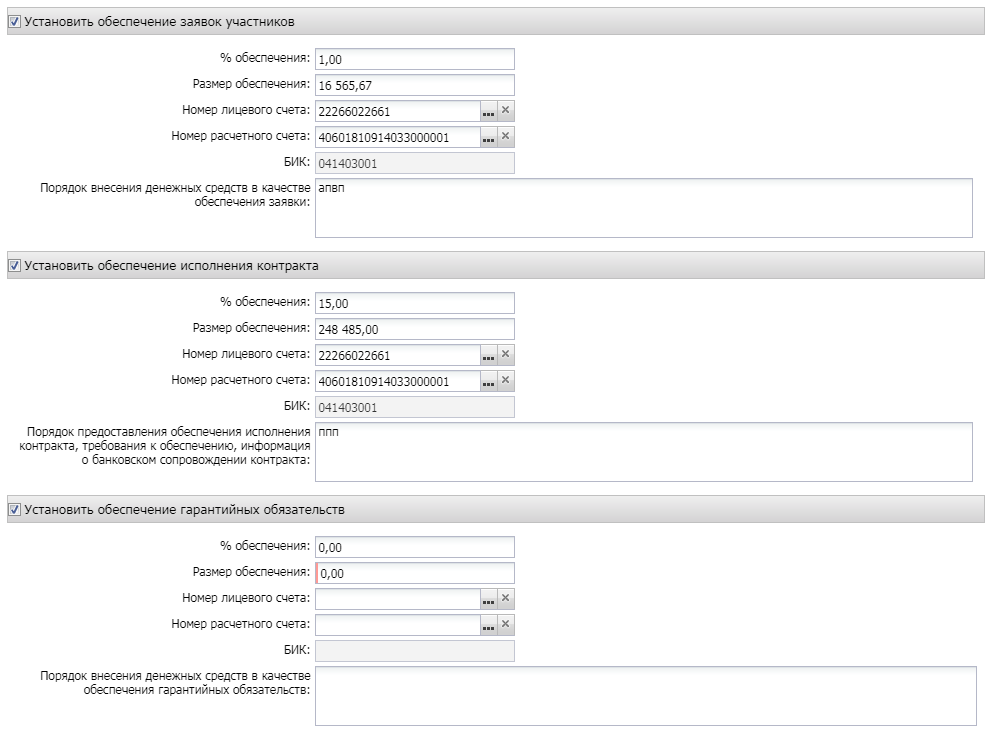 Установить обеспечение заявок участников
% обеспечения: 1,00
Размер обеспечения: 16 565,67
Номер лицевого счета: 22266022661
Номер расчетного счета: 40601810914033000001
БИК: 041403001
Порядок внесения денежных средств в качестве
обеспечения заявки:
апвп
Установить обеспечение исполнения контракта
% обеспечения: 15,00
Размер обеспечения: 248 485,00
Номер лицевого счета: 22266022661
Номер расчетного счета: 40601810914033000001
БИК: 041403001
Порядок предоставления обеспечения исполнения
контракта, требования к обеспечению, информация
о банковском сопровождении контракта:
ппп
Установить обеспечение гарантийных обязательств
% обеспечения: 0,00
Размер обеспечения: 0,00
Номер лицевого счета:
Номер расчетного счета:
БИК:
Порядок внесения денежных средств в качестве
обеспечения гарантийных обязательств: